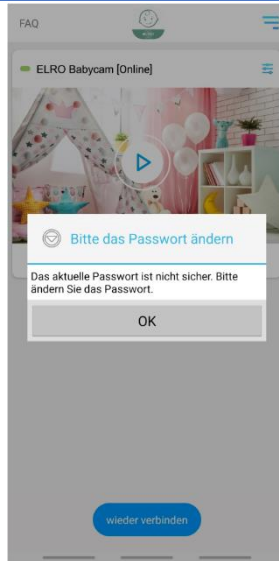 FAQ
ELRO Babycam [Online]
Bitte das Passwort ändern
Das aktuelle Passwort ist nicht sicher. Bitte
ändern Sie das Passwort.
OK
wieder verbinden